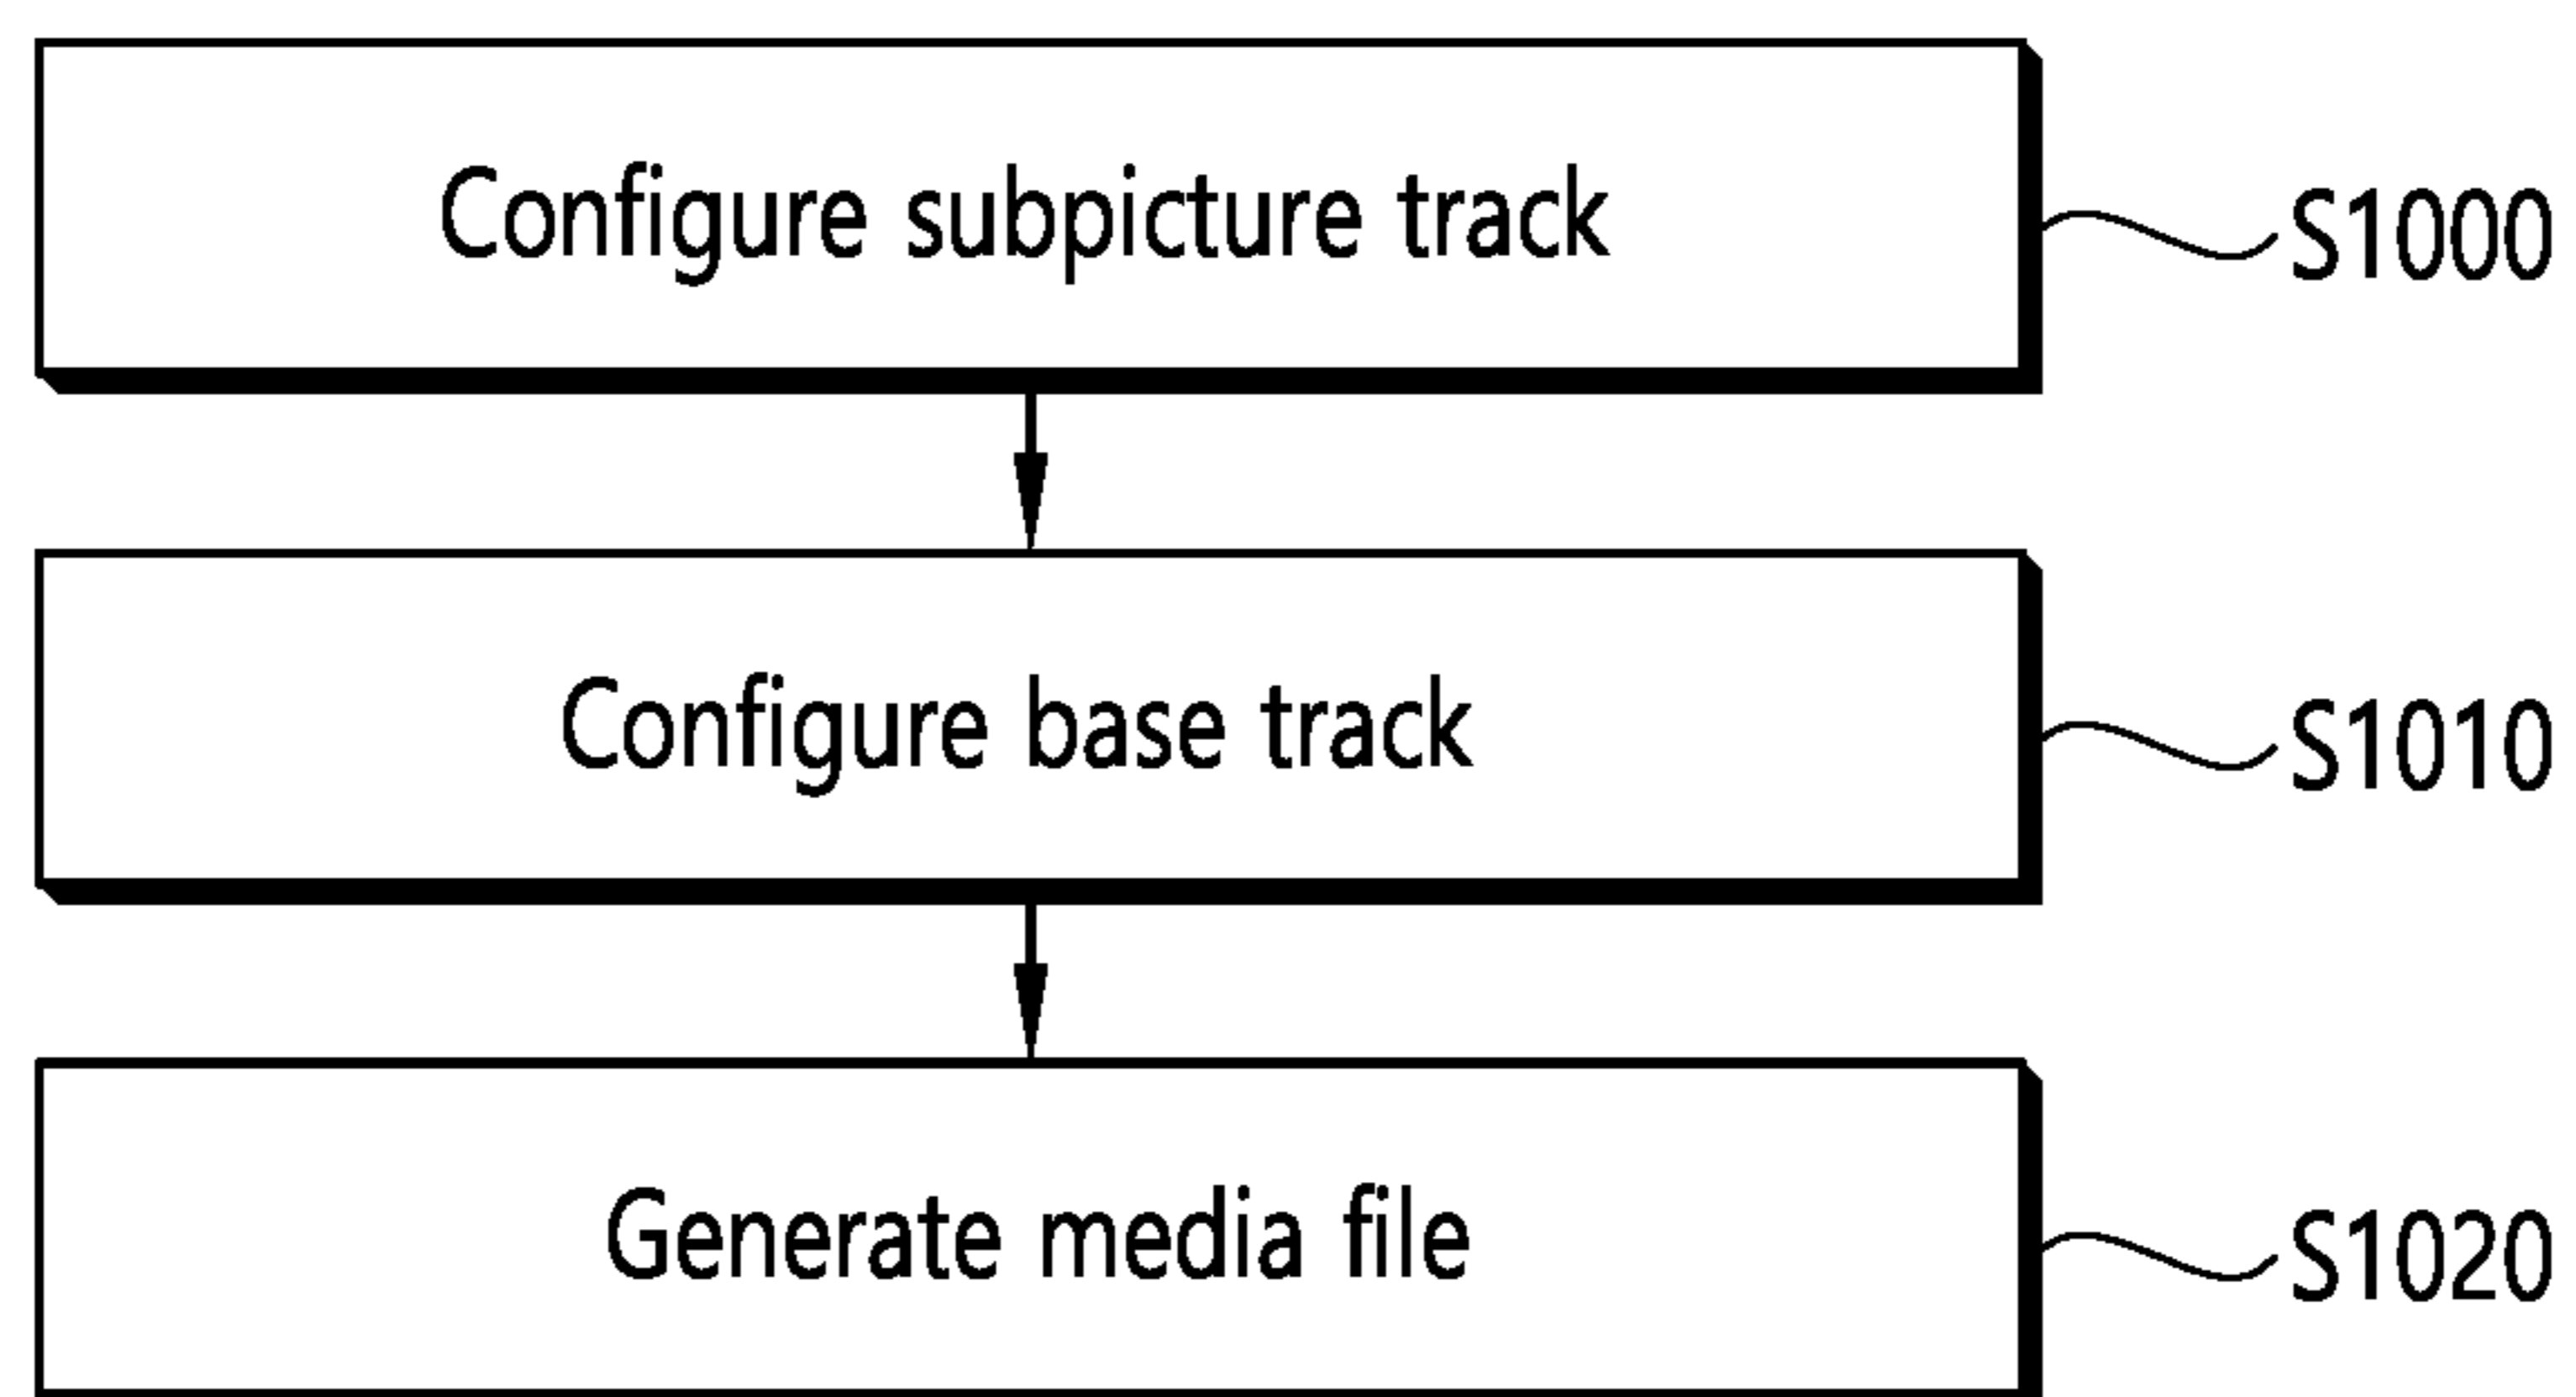 Configure subpicture track
S1000
Configure base track
S1010
Generate media file
S1020